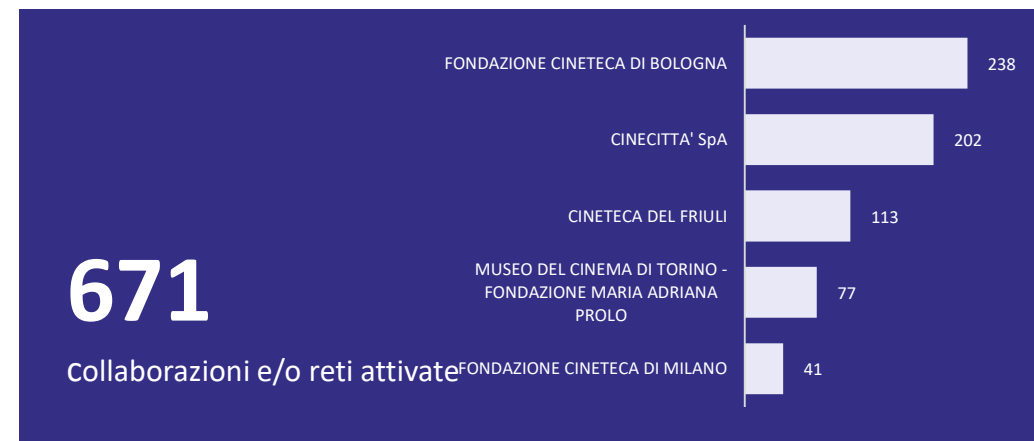 FONDAZIONE CINETECA DI BOLOGNA
238
CINECITTA' SpA
202
CINETECA DEL FRIULI
113
MUSEO DEL CINEMA DI TORINO -
FONDAZIONE MARIA ADRIANA
PROLO
77
FONDAZIONE CINETECA DI MILANO
41
671
Collaborazioni e/o reti attivate